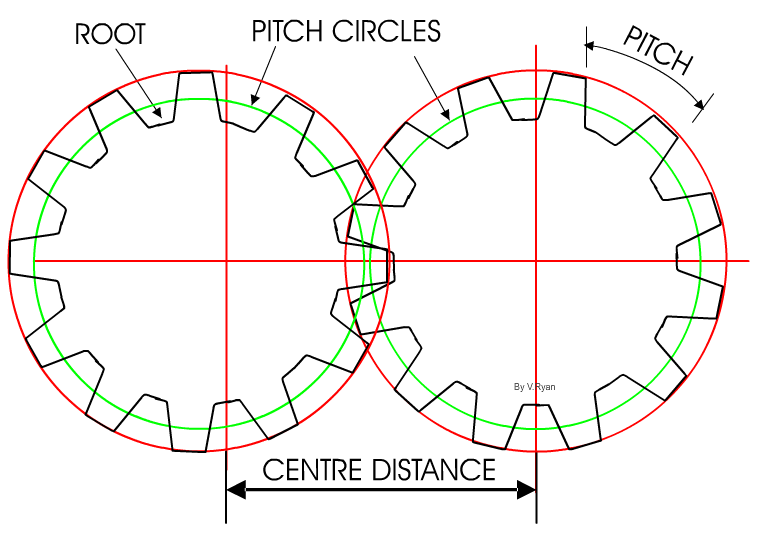 ROOT
PITCH CIRCLES
PITCH
By V.Ryan
CENTRE DISTANCE